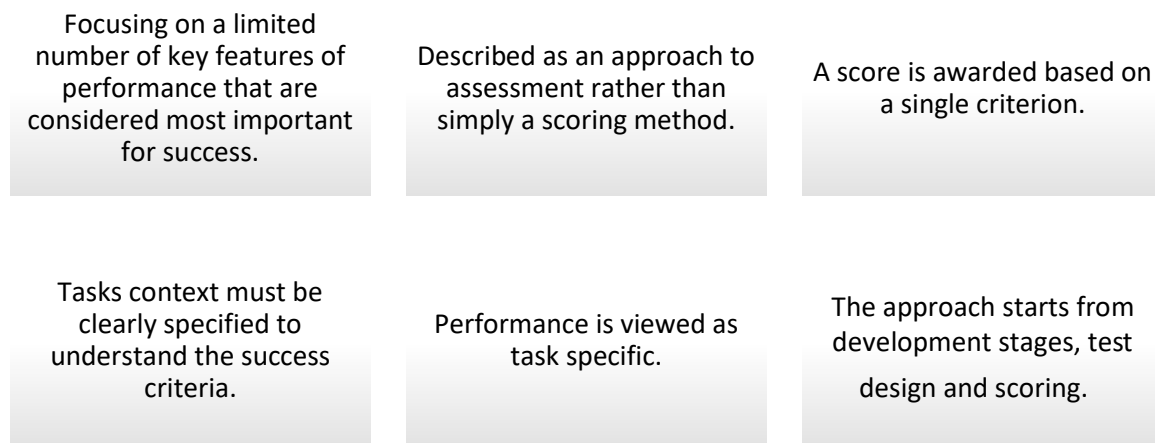 Focusing on a limited
number of key features of
performance that are
considered most important
for success.
Described as an approach to
assessment rather than
simply a scoring method.
A score is awarded based on
a single criterion.
Tasks context must be
clearly specified to
understand the success
criteria.
Performance is viewed as
task specific.
The approach starts from
development stages, test
design and scoring.